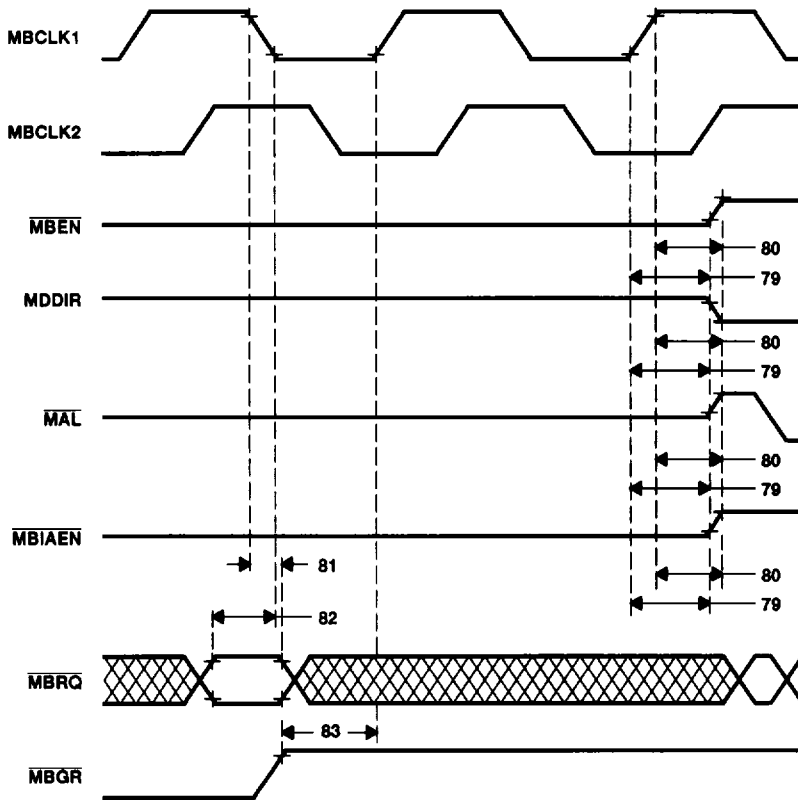 MBCLK1
MBCLK2
MBEN
80
79
MDDIR
80
79
MAL
80
79
MBIAEN
81
80
79
82
MBRQ
83
MBGR